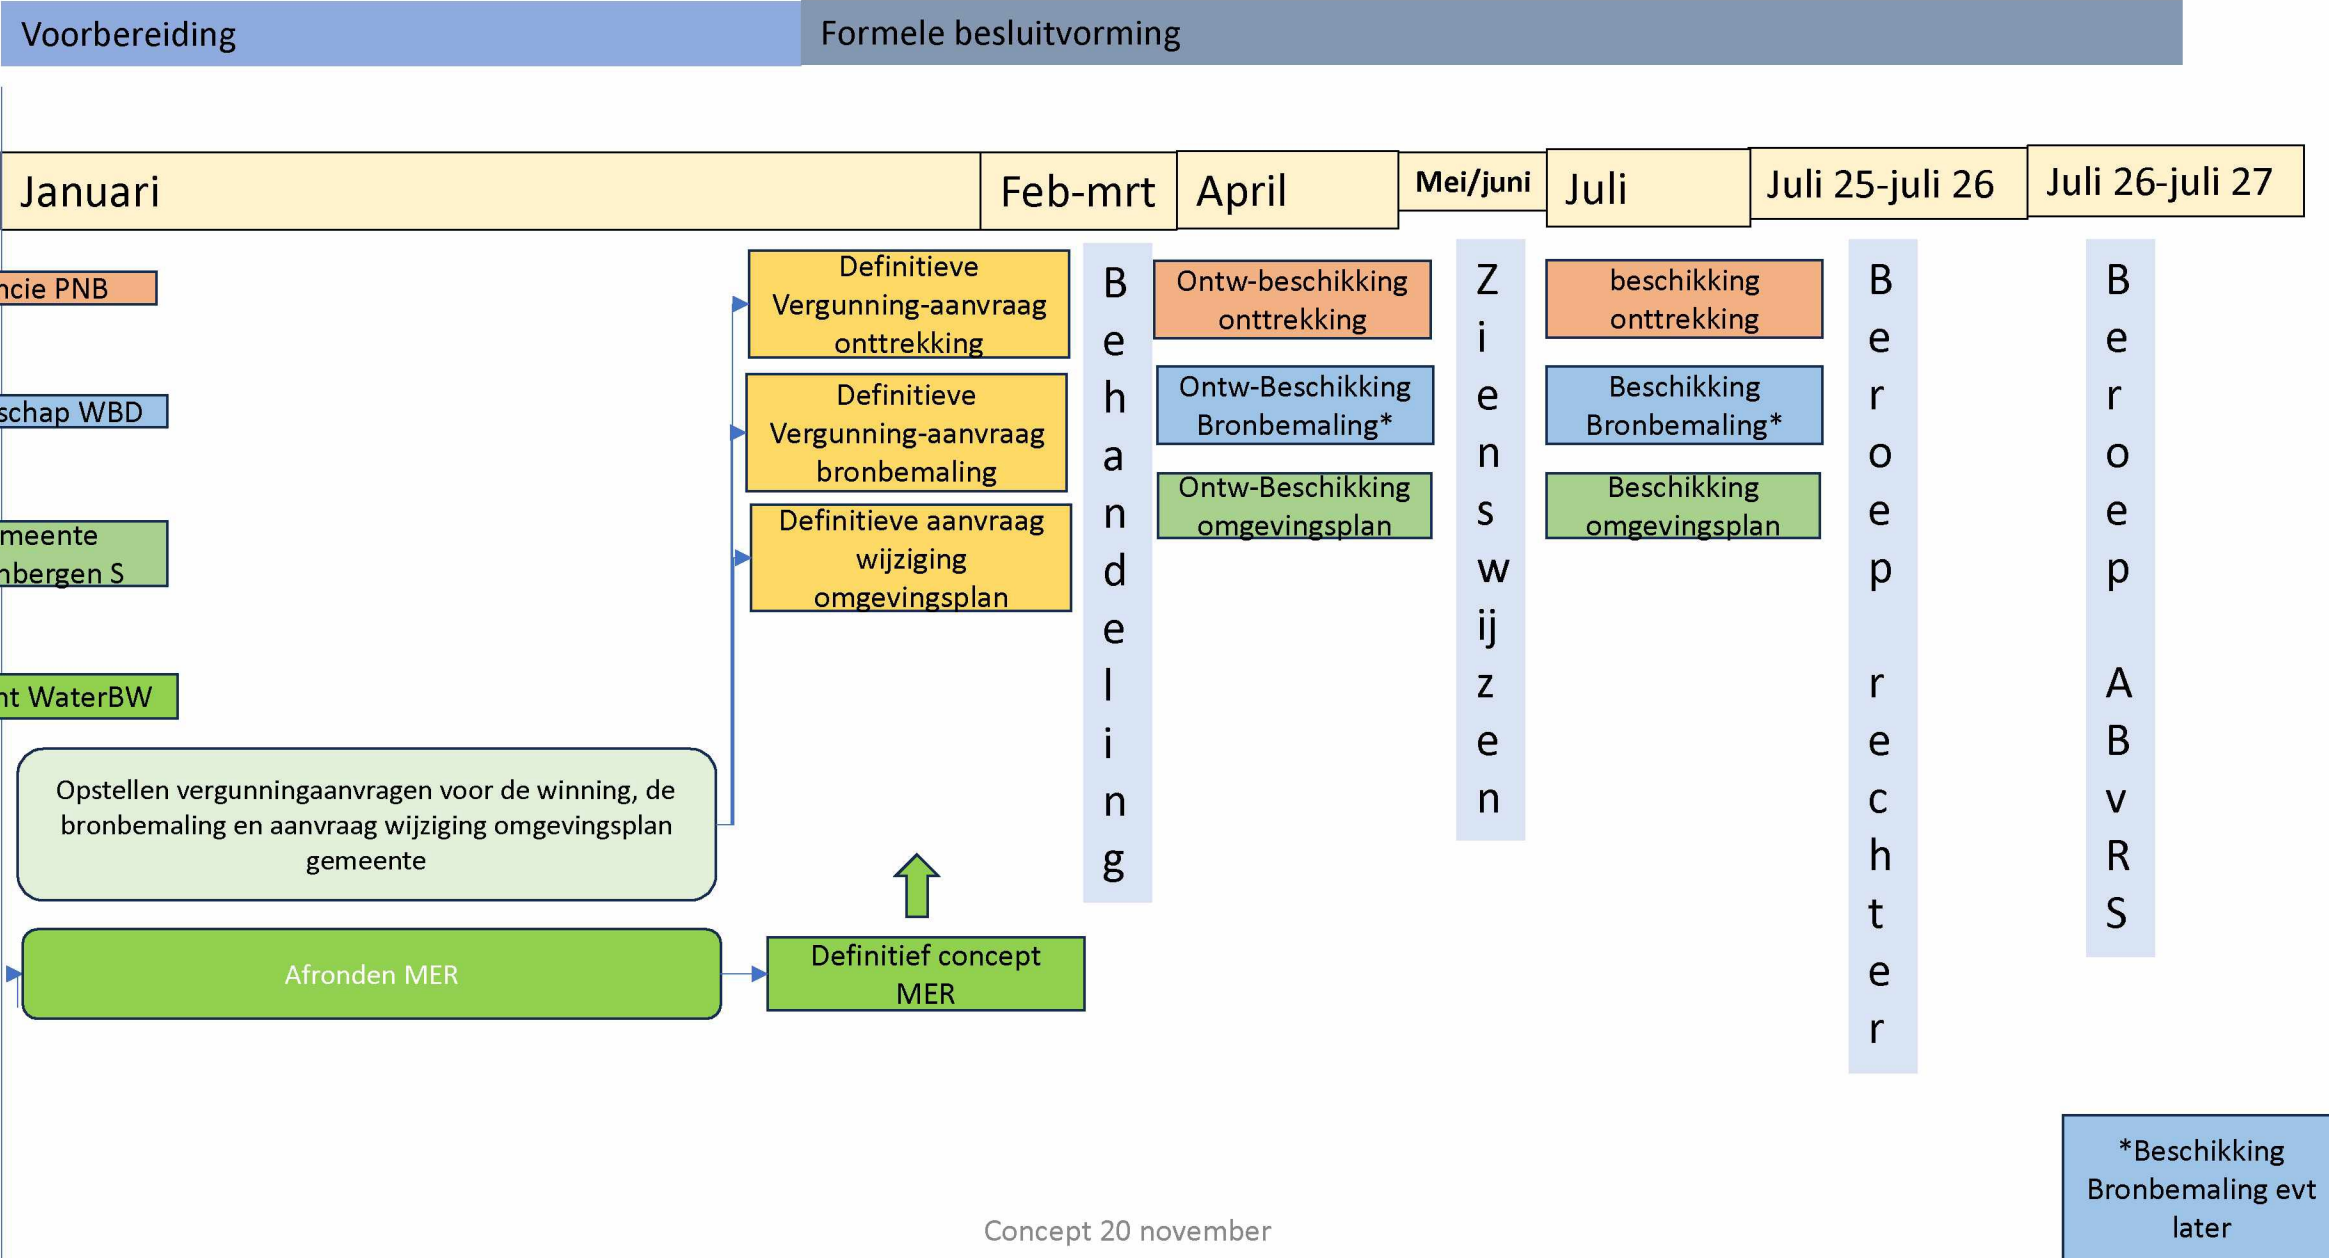 Voorbereiding
Formele besluitvorming
Januari
Feb-mrt
April
Mei/juni
Juli
Juli 25-juli 26
Juli 26-juli 27
ncie PNB
schap WBD
meente
nbergen S
nt WaterBW
Definitieve
Vergunning-aanvraag
onttrekking
Definitieve
Vergunning-aanvraag
bronbemaling
Definitieve aanvraag
wijziging
omgevingsplan
Behandeling
Ontw-beschikking
onttrekking
Ontw-Beschikking
Bronbemaling*
Ontw-Beschikking
omgevingsplan
Zienswijzen
beschikking
onttrekking
Beschikking
Bronbemaling*
Beschikking
omgevingsplan
Beroep rechter
Beroep ABvRS
Opstellen vergunningaanvragen voor de winning, de
bronbemaling en aanvraag wijziging omgevingsplan
gemeente
Afronden MER
Definitief concept
MER
*Beschikking
Bronbemaling evt
later
Concept 20 november